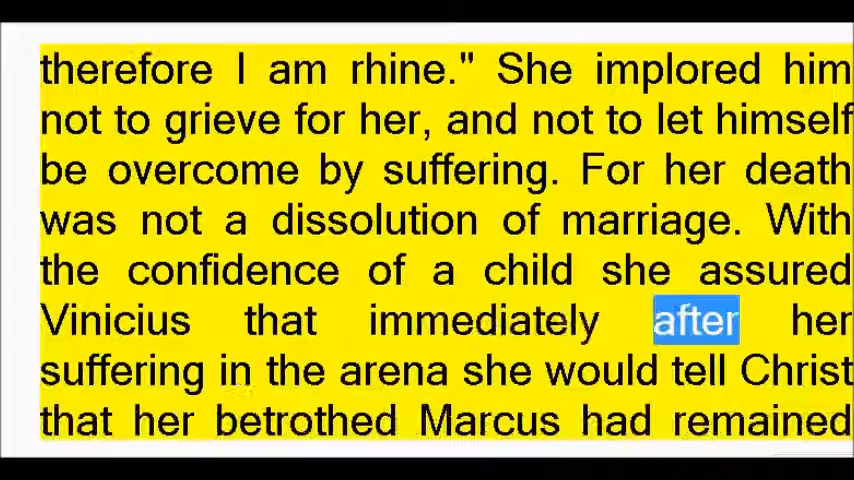 therefore I am rhine." She implored him
not to grieve for her, and not to let himself
be overcome by suffering. For her death
was not a dissolution of marriage. With
the confidence of a child she assured
Vinicius that immediately after her
suffering in the arena she would tell Christ
that her betrothed Marcus had remained